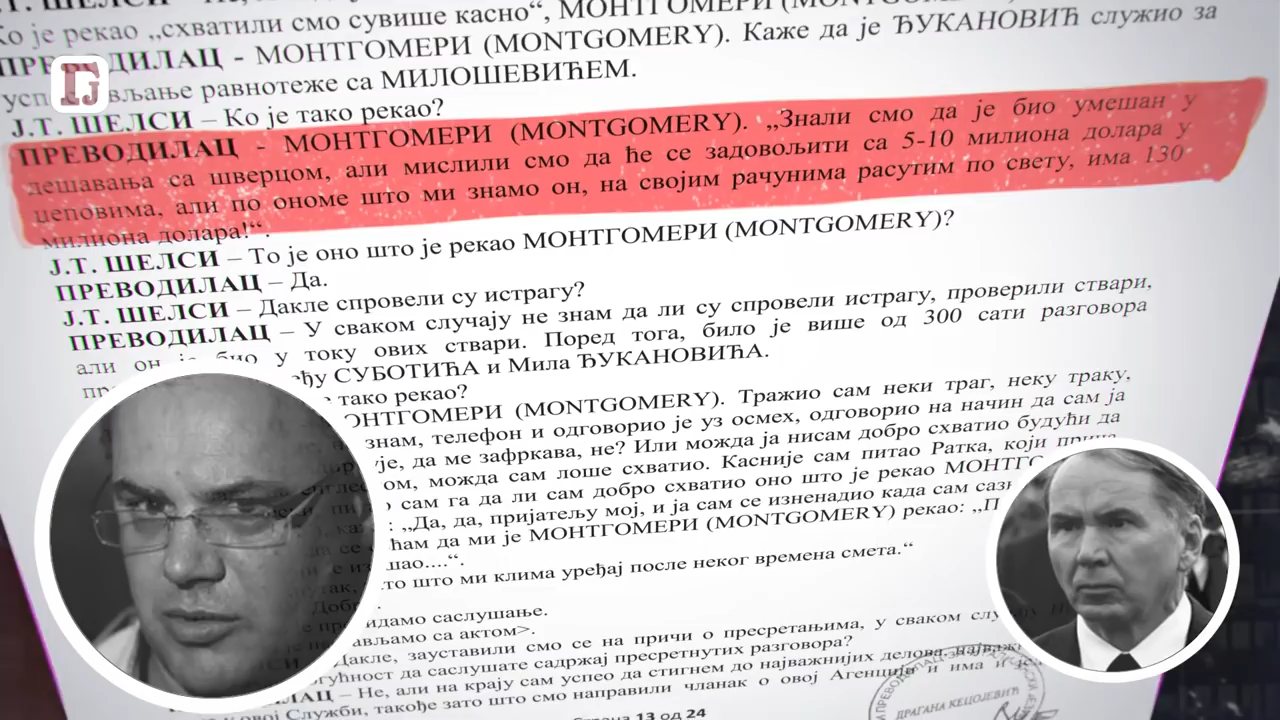 Ко је рекао „схватили смо сувише касно“, МОНТГОМЕРИ
ПРЕВОДИЛАЦ - МОНТГОМЕРИ (MONTGOMERY). Каже да је ЂУКАНОВИЋ служио за
равнотеже са МИЛОШЕВИЋЕМ.
Ј.Т. ШЕЛСИ – Ко је тако рекао?
ПРЕВОДИЛАЦ - МОНТГОМЕРИ (MONTGOMERY). „Знали смо да је био умешан у
дешавања са шверцом, али мислили смо да ће се задовољити са 5-10 милиона долара у
џеповима, али по ономе што ми знамо он, на својим рачунима расутим по свету, има 130
милиона долара!“.
Ј.Т. ШЕЛСИ – То је оно што је рекао МОНТГОМЕРИ (MONTGOMERY)?
ПРЕВОДИЛАЦ – Да.
Ј.Т. ШЕЛСИ – Дакле спровели су истрагу?
ПРЕВОДИЛАЦ – У сваком случају не знам да ли су спровели истрагу, проверили ствари,
али он је био у току ових ствари. Поред тога, било је више од 300 сати разговора
СУБОТИЋА и Мила ЂУКАНОВИЋА.
тако рекао?
(MONTGOMERY). Тражио сам неки траг, неку траку,
знам, телефон и одговорио је уз осмех, одговорио на начин да сам ја
да ме зафркава, не? Или можда ја нисам добро схватио будући да
можда сам лоше схватио. Касније сам питао Ратка, који прича
сам га да ли сам добро схватио оно што је рекао
„Да, да, пријатељу мој, и ја сам се изненадио када сам
да ми је МОНТГОМЕРИ (MONTGOMERY) рекао:
што ми клима уређај после неког времена смета.“
саслушање.
са актом>.
Дакле, зауставили смо се на причи о пресретањима, у сваком
да саслушате садржај пресретнутих разговора?
– Не, али на крају сам успео да стигнем до најважнијих делова,
у овој Служби, такође зато што смо направили чланак о овој Агенцији и има
ДРАГАНА КЕЦОЈЕВИЋ
Страна 13 од 24